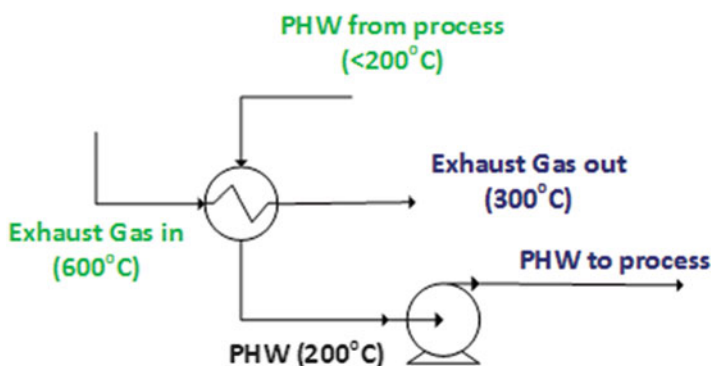 PHW from process
(<200°C)
Exhaust Gas out
(300°C)
Exhaust Gas in
(600°C)
PHW to process
PHW (200°C)